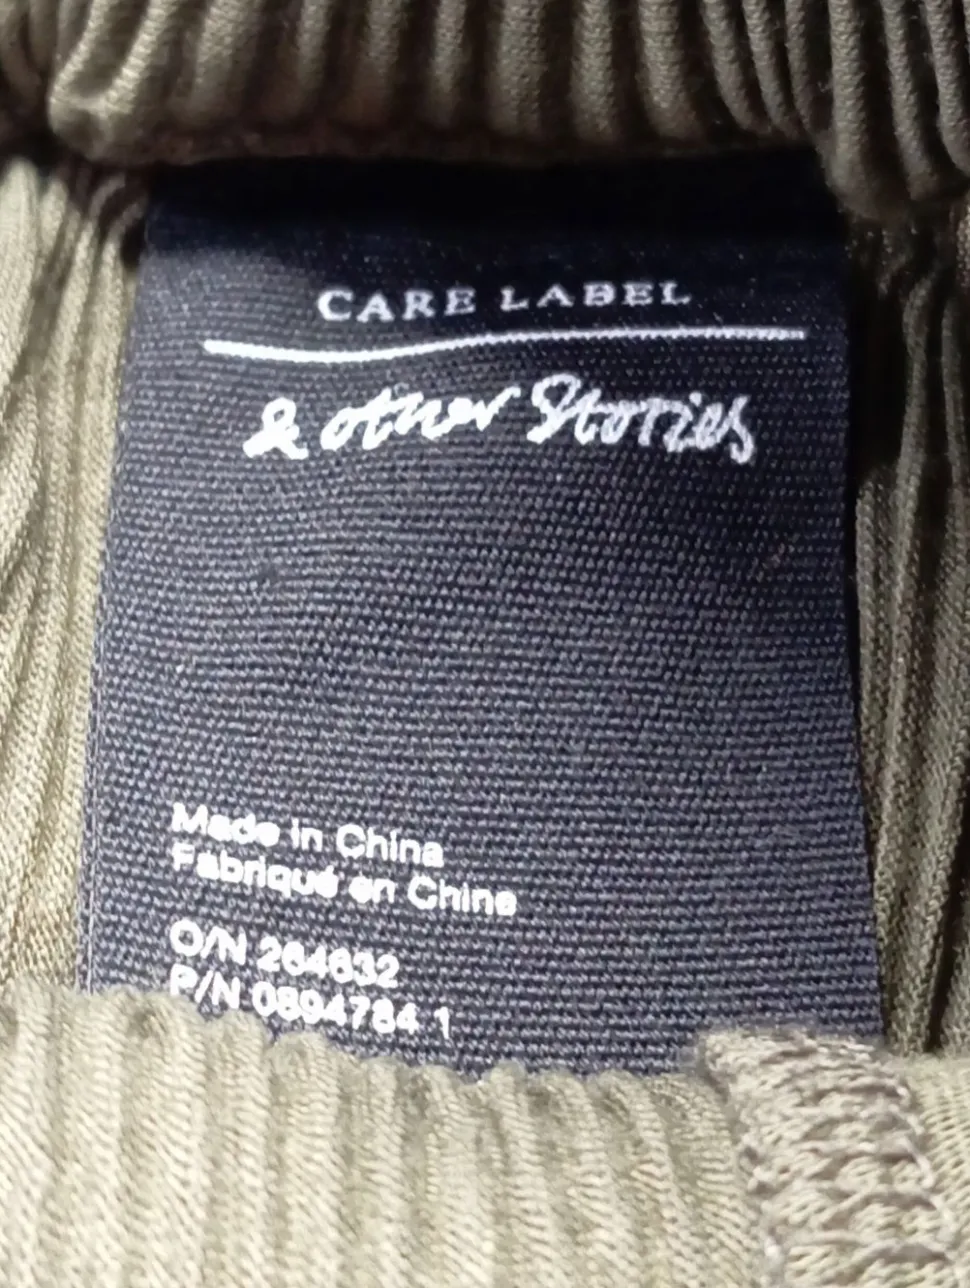 CARE LABEL
& other Stories
Made in China
Fabriqué en Chine
O/N 264632
P/N 0894784 1